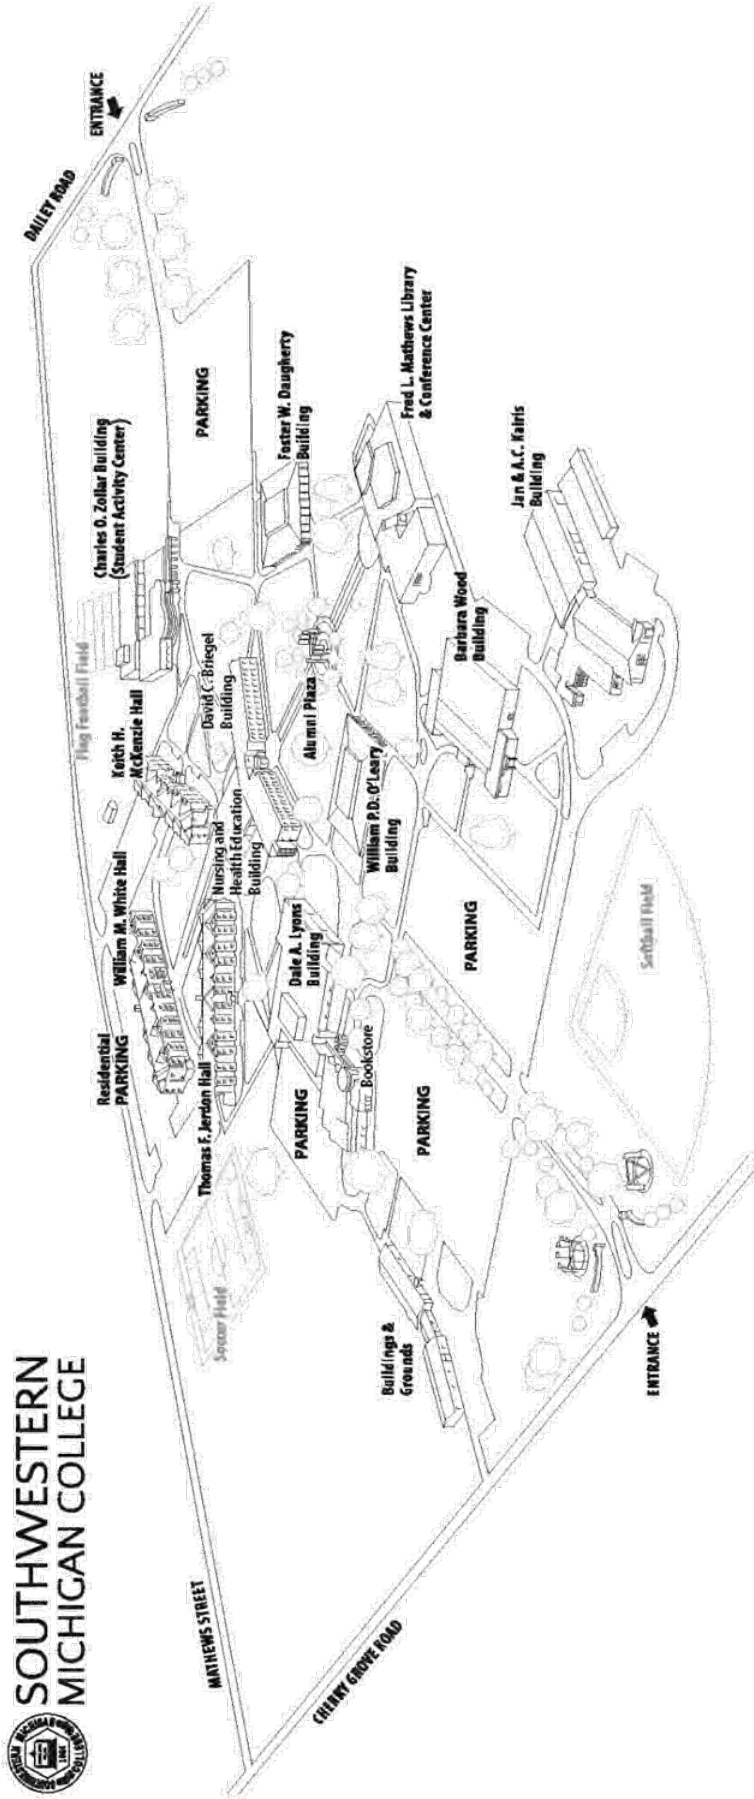 SOUTHWESTERN
MICHIGAN COLLEGE
MATHEWS STREET
CHERRY GROVE ROAD
DAILEY ROAD
ENTRANCE
ENTRANCE
Soccer Field
Residential
PARKING
William M. White Hall
Thomas F. Jerdon Hall
Keith H.
McKenzie Hall
Flag Football Field
Charles O. Zollar Building
(Student Activity Center)
PARKING
David C. Briegel
Building
Nursing and
Health Education
Building
Foster W. Daugherty
Building
Alumni Plaza
Dale A. Lyons
Building
Bookstore
PARKING
PARKING
William P.D. O'Leary
Building
Fred L. Mathews Library
& Conference Center
Barbara Wood
Building
Jan & A.C. Kairis
Building
PARKING
Softball Field
Buildings &
Grounds